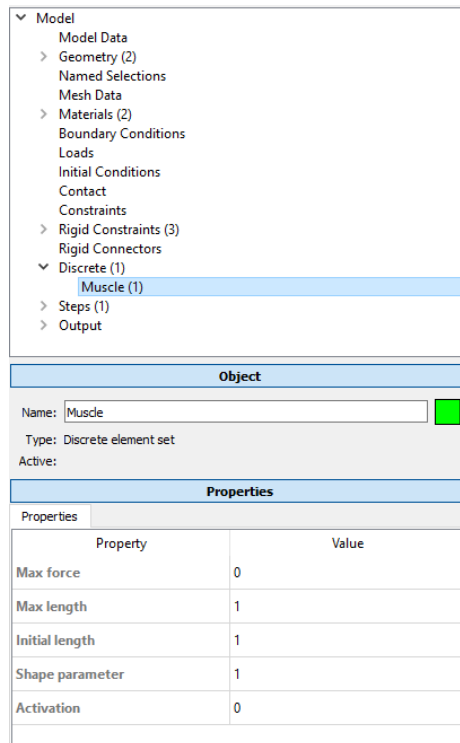 Model
Model Data
Geometry (2)
Named Selections
Mesh Data
Materials (2)
Boundary Conditions
Loads
Initial Conditions
Contact
Constraints
Rigid Constraints (3)
Rigid Connectors
Discrete (1)
Muscle (1)
Steps (1)
Output
Object
Name: Muscle
Type: Discrete element set
Active:
Properties
Properties
Property Value
Max force 0
Max length 1
Initial length 1
Shape parameter 1
Activation 0